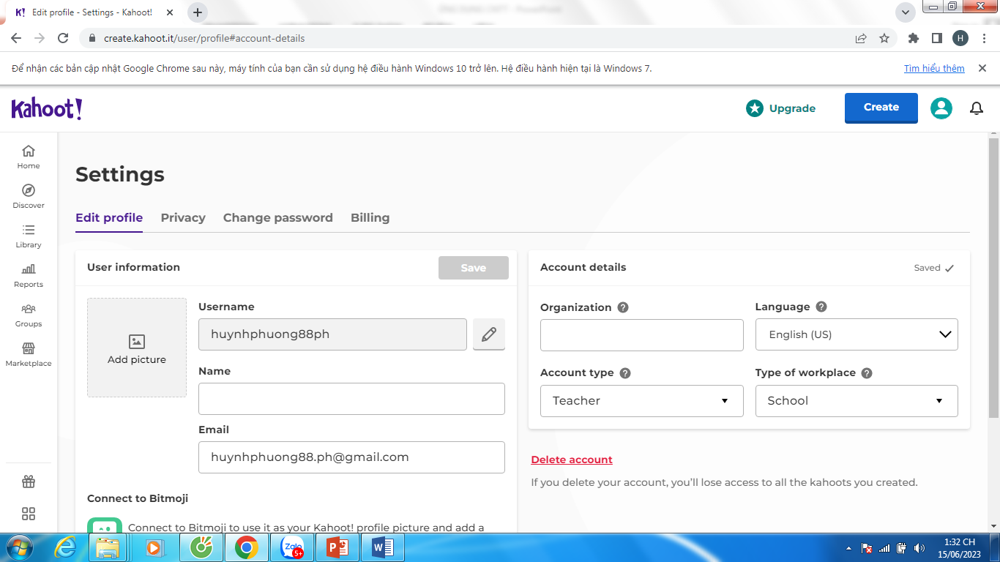 Edit profile - Settings - Kahoot!
create.kahoot.it/user/profile#account-details
H
Để nhận các bản cập nhật Google Chrome sau này, máy tính của bạn cần sử dụng hệ điều hành Windows 10 trở lên. Hệ điều hành hiện tại là Windows 7.
Tìm hiểu thêm
Kahoot!
Upgrade
Create
Home
Discover
Library
Reports
Groups
Marketplace
Settings
Edit profile
Privacy
Change password
Billing
User information
Save
Add picture
Username
huynhphuong88ph
Name
Email
huynhphuong88.ph@gmail.com
Connect to Bitmoji
Connect to Bitmoji to use it as your Kahoot! profile picture and add a
Account details
Saved
Organization
Language
English (US)
Account type
Teacher
Type of workplace
School
Delete account
If you delete your account, you’ll lose access to all the kahoots you created.
Zalo
5+
1:32 CH
15/06/2023